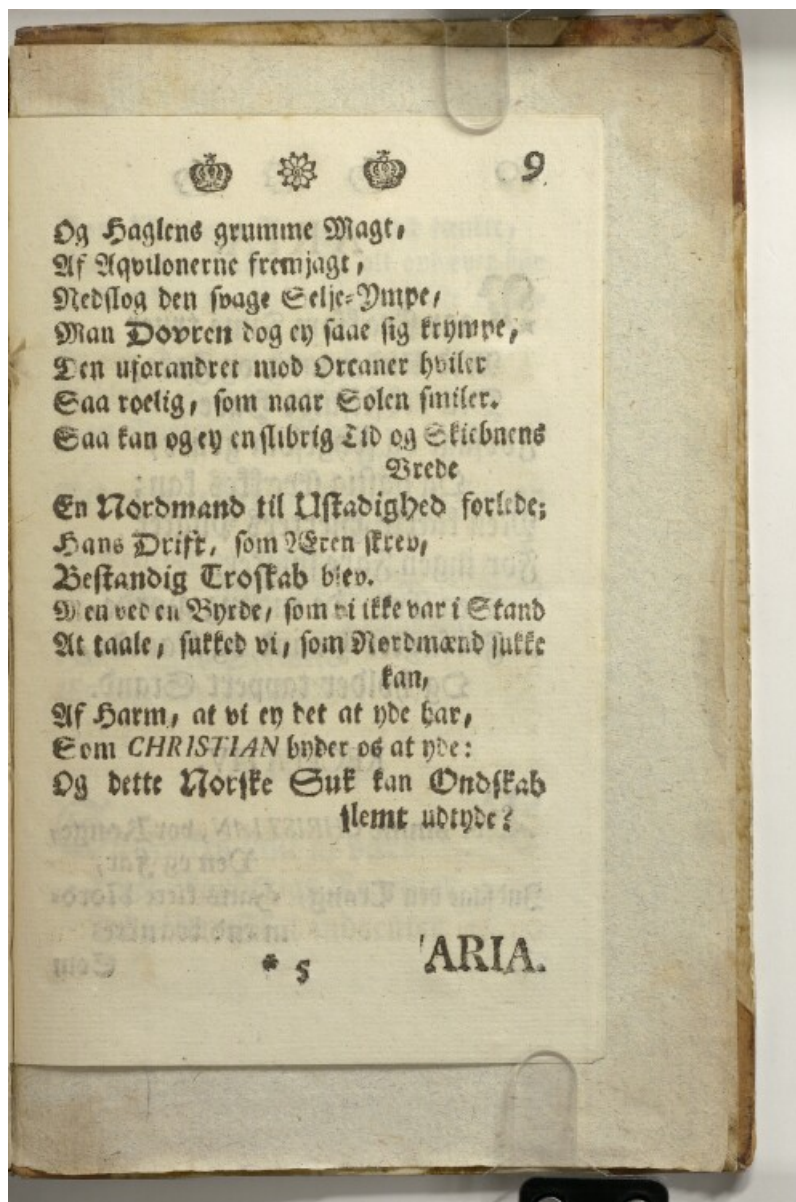 9
Og Haglens grumme Magt,
Af Aqvilonerne fremjagt,
Nedslog den svage Selje-Ympe,
Man Dovren dog ey saae sig krympe,
Den uforandret mod Orcaner hviler
Saa roelig, som naar Solen smiler.
Saa kan og ey en slibrig Tid og Skiebnens
Vrede
En Nordmand til Ustadighed forlede;
Hans Drift, som Æren skrev,
Bestandig Troskab blev.
Men ved en Byrde, som vi ikke var i Stand
At taale, sukked vi, som Nordmænd sukke
kan,
Af Harm, at vi ey det at yde har,
Som CHRISTIAN byder os at yde:
Og dette Norske Suk kan Ondskab
slemt udtyde?
* 5 ARIA.